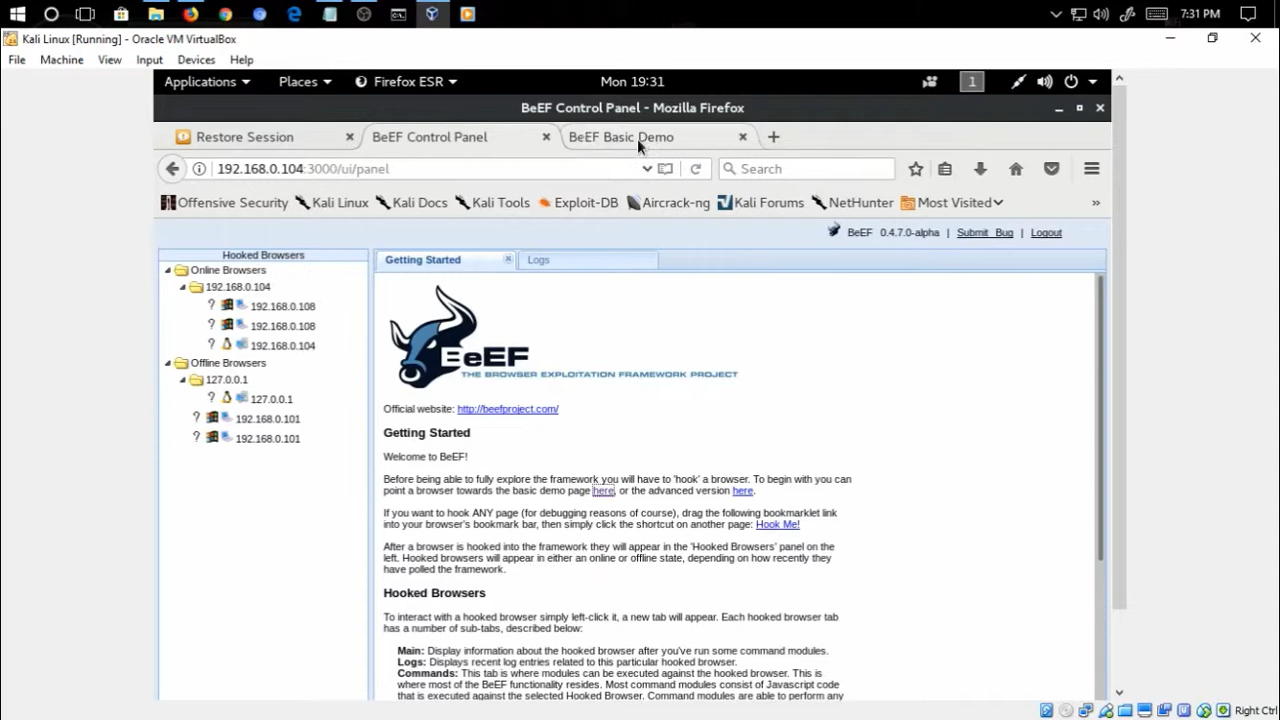 7:31 PM
Kali Linux [Running] - Oracle VM VirtualBox
File Machine View Input Devices Help
Applications Places Firefox ESR Mon 19:31 1
BeEF Control Panel - Mozilla Firefox
Restore Session BeEF Control Panel BeEF Basic Demo
192.168.0.104:3000/ui/panel Search
Offensive Security Kali Linux Kali Docs Kali Tools Exploit-DB Aircrack-ng Kali Forums NetHunter Most Visited »
BeEF 0.4.7.0-alpha | Submit Bug | Logout
Hooked Browsers
Online Browsers
192.168.0.104
? 192.168.0.108
? 192.168.0.108
? 192.168.0.104
Offline Browsers
127.0.0.1
? 127.0.0.1
? 192.168.0.101
? 192.168.0.101
Getting Started Logs
BeEF
THE BROWSER EXPLOITATION FRAMEWORK PROJECT
Official website: http://beefproject.com/
Getting Started
Welcome to BeEF!
Before being able to fully explore the framework you will have to 'hook' a browser. To begin with you can
point a browser towards the basic demo page here, or the advanced version here.
If you want to hook ANY page (for debugging reasons of course), drag the following bookmarklet link
into your browser's bookmark bar, then simply click the shortcut on another page: Hook Me!
After a browser is hooked into the framework they will appear in the 'Hooked Browsers' panel on the
left. Hooked browsers will appear in either an online or offline state, depending on how recently they
have polled the framework.
Hooked Browsers
To interact with a hooked browser simply left-click it, a new tab will appear. Each hooked browser tab
has a number of sub-tabs, described below:
Main: Display information about the hooked browser after you've run some command modules.
Logs: Displays recent log entries related to this particular hooked browser.
Commands: This tab is where modules can be executed against the hooked browser. This is
where most of the BeEF functionality resides. Most command modules consist of Javascript code
that is executed against the selected Hooked Browser. Command modules are able to perform any
Right Ctrl